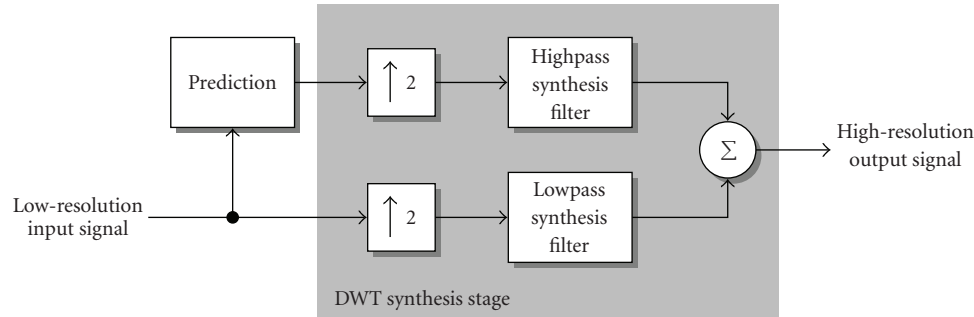 Prediction
↑ 2
Highpass
synthesis
filter
Σ
High-resolution
output signal
Low-resolution
input signal
↑ 2
Lowpass
synthesis
filter
DWT synthesis stage